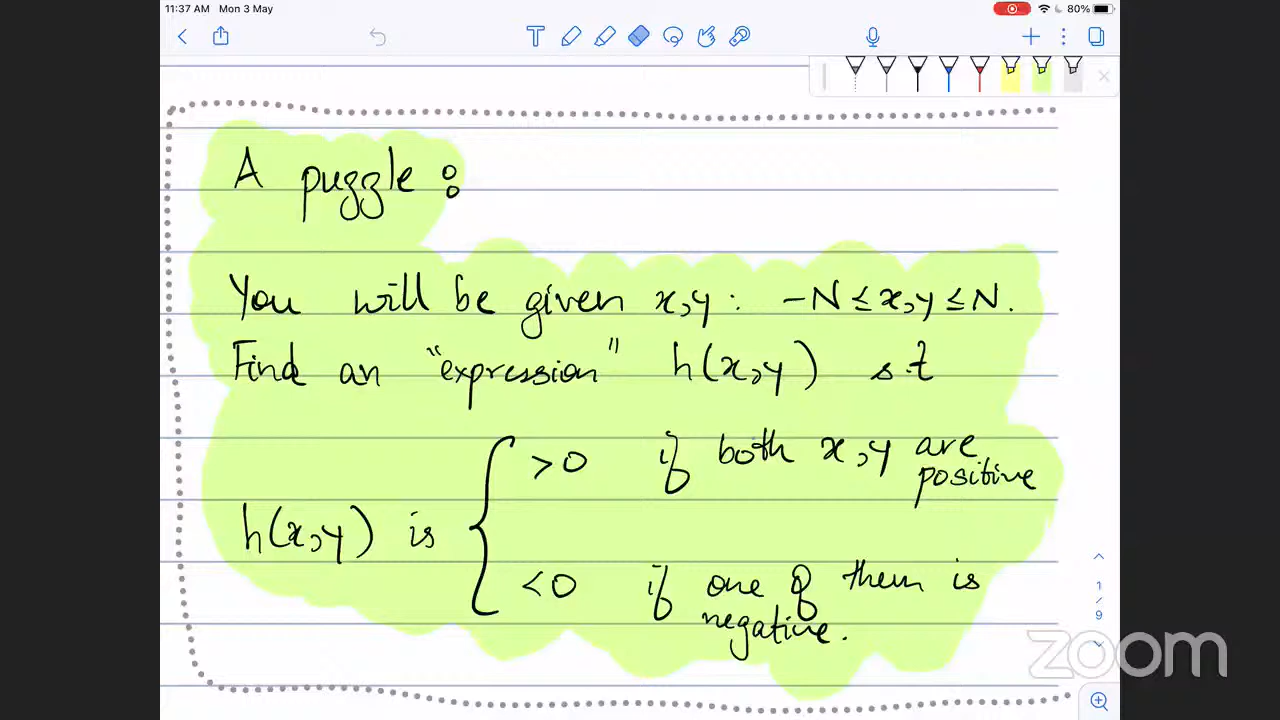 11:37 AM Mon 3 May
80%
A puzzle :
You will be given x,y : -N ≤ x,y ≤ N.
Find an "expression" h(x,y) s.t
h(x,y) is
>0 if both x,y are positive
<0 if one of them is negative.
1
/
9
zoom